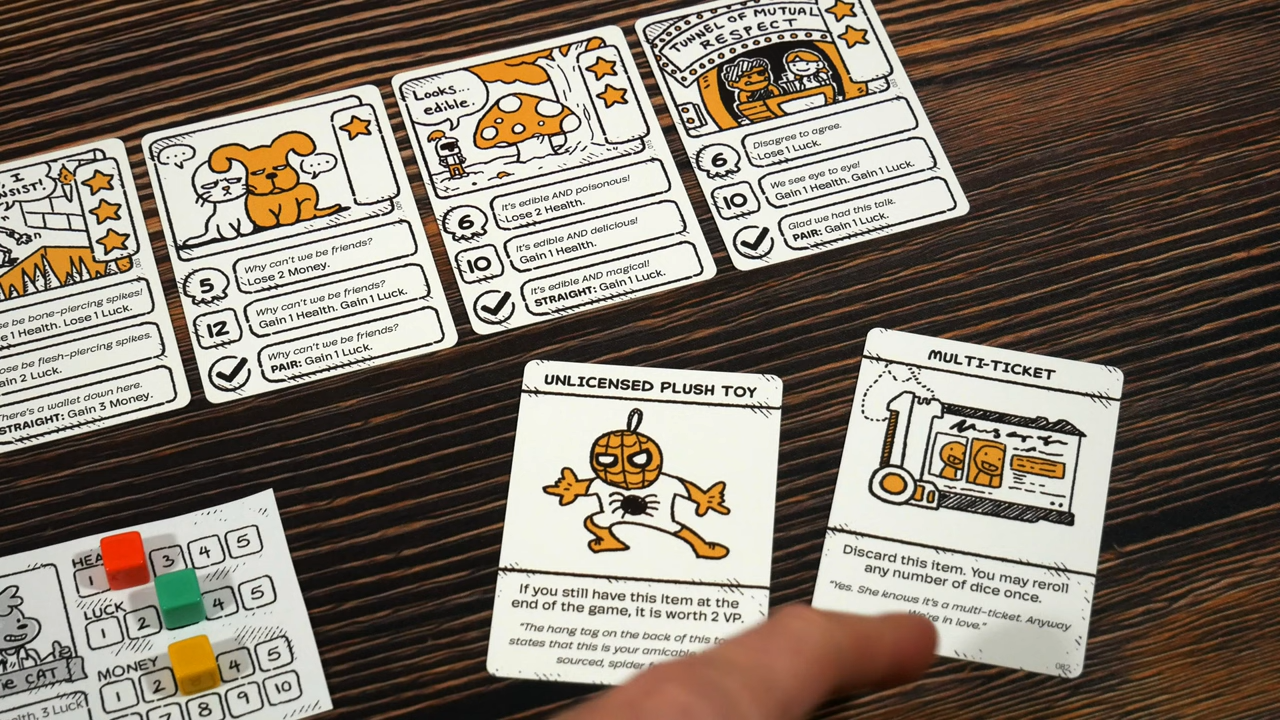 I
INSIST!
se be bone-piercing spikes!
e 1 Health. Lose 1 Luck.
ose be flesh-piercing spikes.
ain 2 Luck.
There's a wallet down here.
STRAIGHT: Gain 3 Money.
5
Why can't we be friends?
Lose 2 Money.
12
Why can't we be friends?
Gain 1 Health. Gain 1 Luck.
Why can't we be friends?
PAIR: Gain 1 Luck.
Looks...
edible.
6
It's edible AND poisonous!
Lose 2 Health.
10
It's edible AND delicious!
Gain 1 Health.
It's edible AND magical!
STRAIGHT: Gain 1 Luck.
TUNNEL OF MUTUAL
RESPECT
6
Disagree to agree.
Lose 1 Luck.
10
We see eye to eye!
Gain 1 Health. Gain 1 Luck.
Glad we had this talk.
PAIR: Gain 1 Luck.
UNLICENSED PLUSH TOY
If you still have this item at the
end of the game, it is worth 2 VP.
"The hang tag on the back of this to
states that this is your amicable
sourced, spider
MULTI-TICKET
Discard this item. You may reroll
any number of dice once.
"Yes. She knows it's a multi-ticket. Anyway
We're in love."
082
HEA
1 3 4 5
LUCK
1 2 4 5
MONEY
1 2 4 5
7 8 9 10
ie CAT
alth, 3 Luck